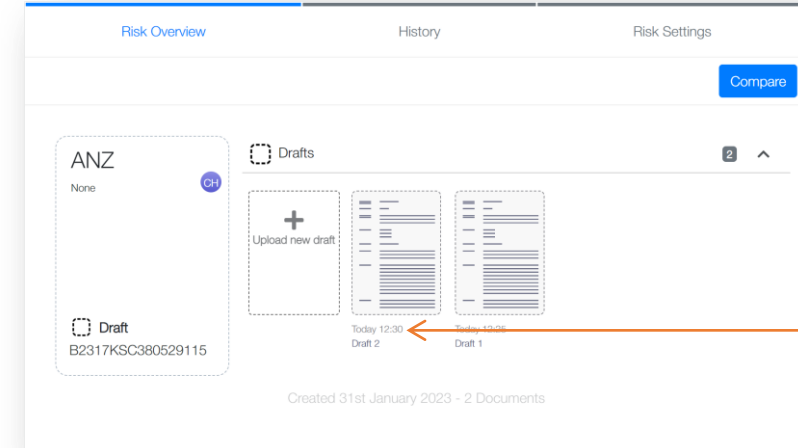 Risk Overview
History
Risk Settings
Compare
ANZ
None
CH
Draft
B2317KSC380529115
Drafts
2
Upload new draft
Today 12:30
Draft 2
Today 12:25
Draft 1
Created 31st January 2023 - 2 Documents